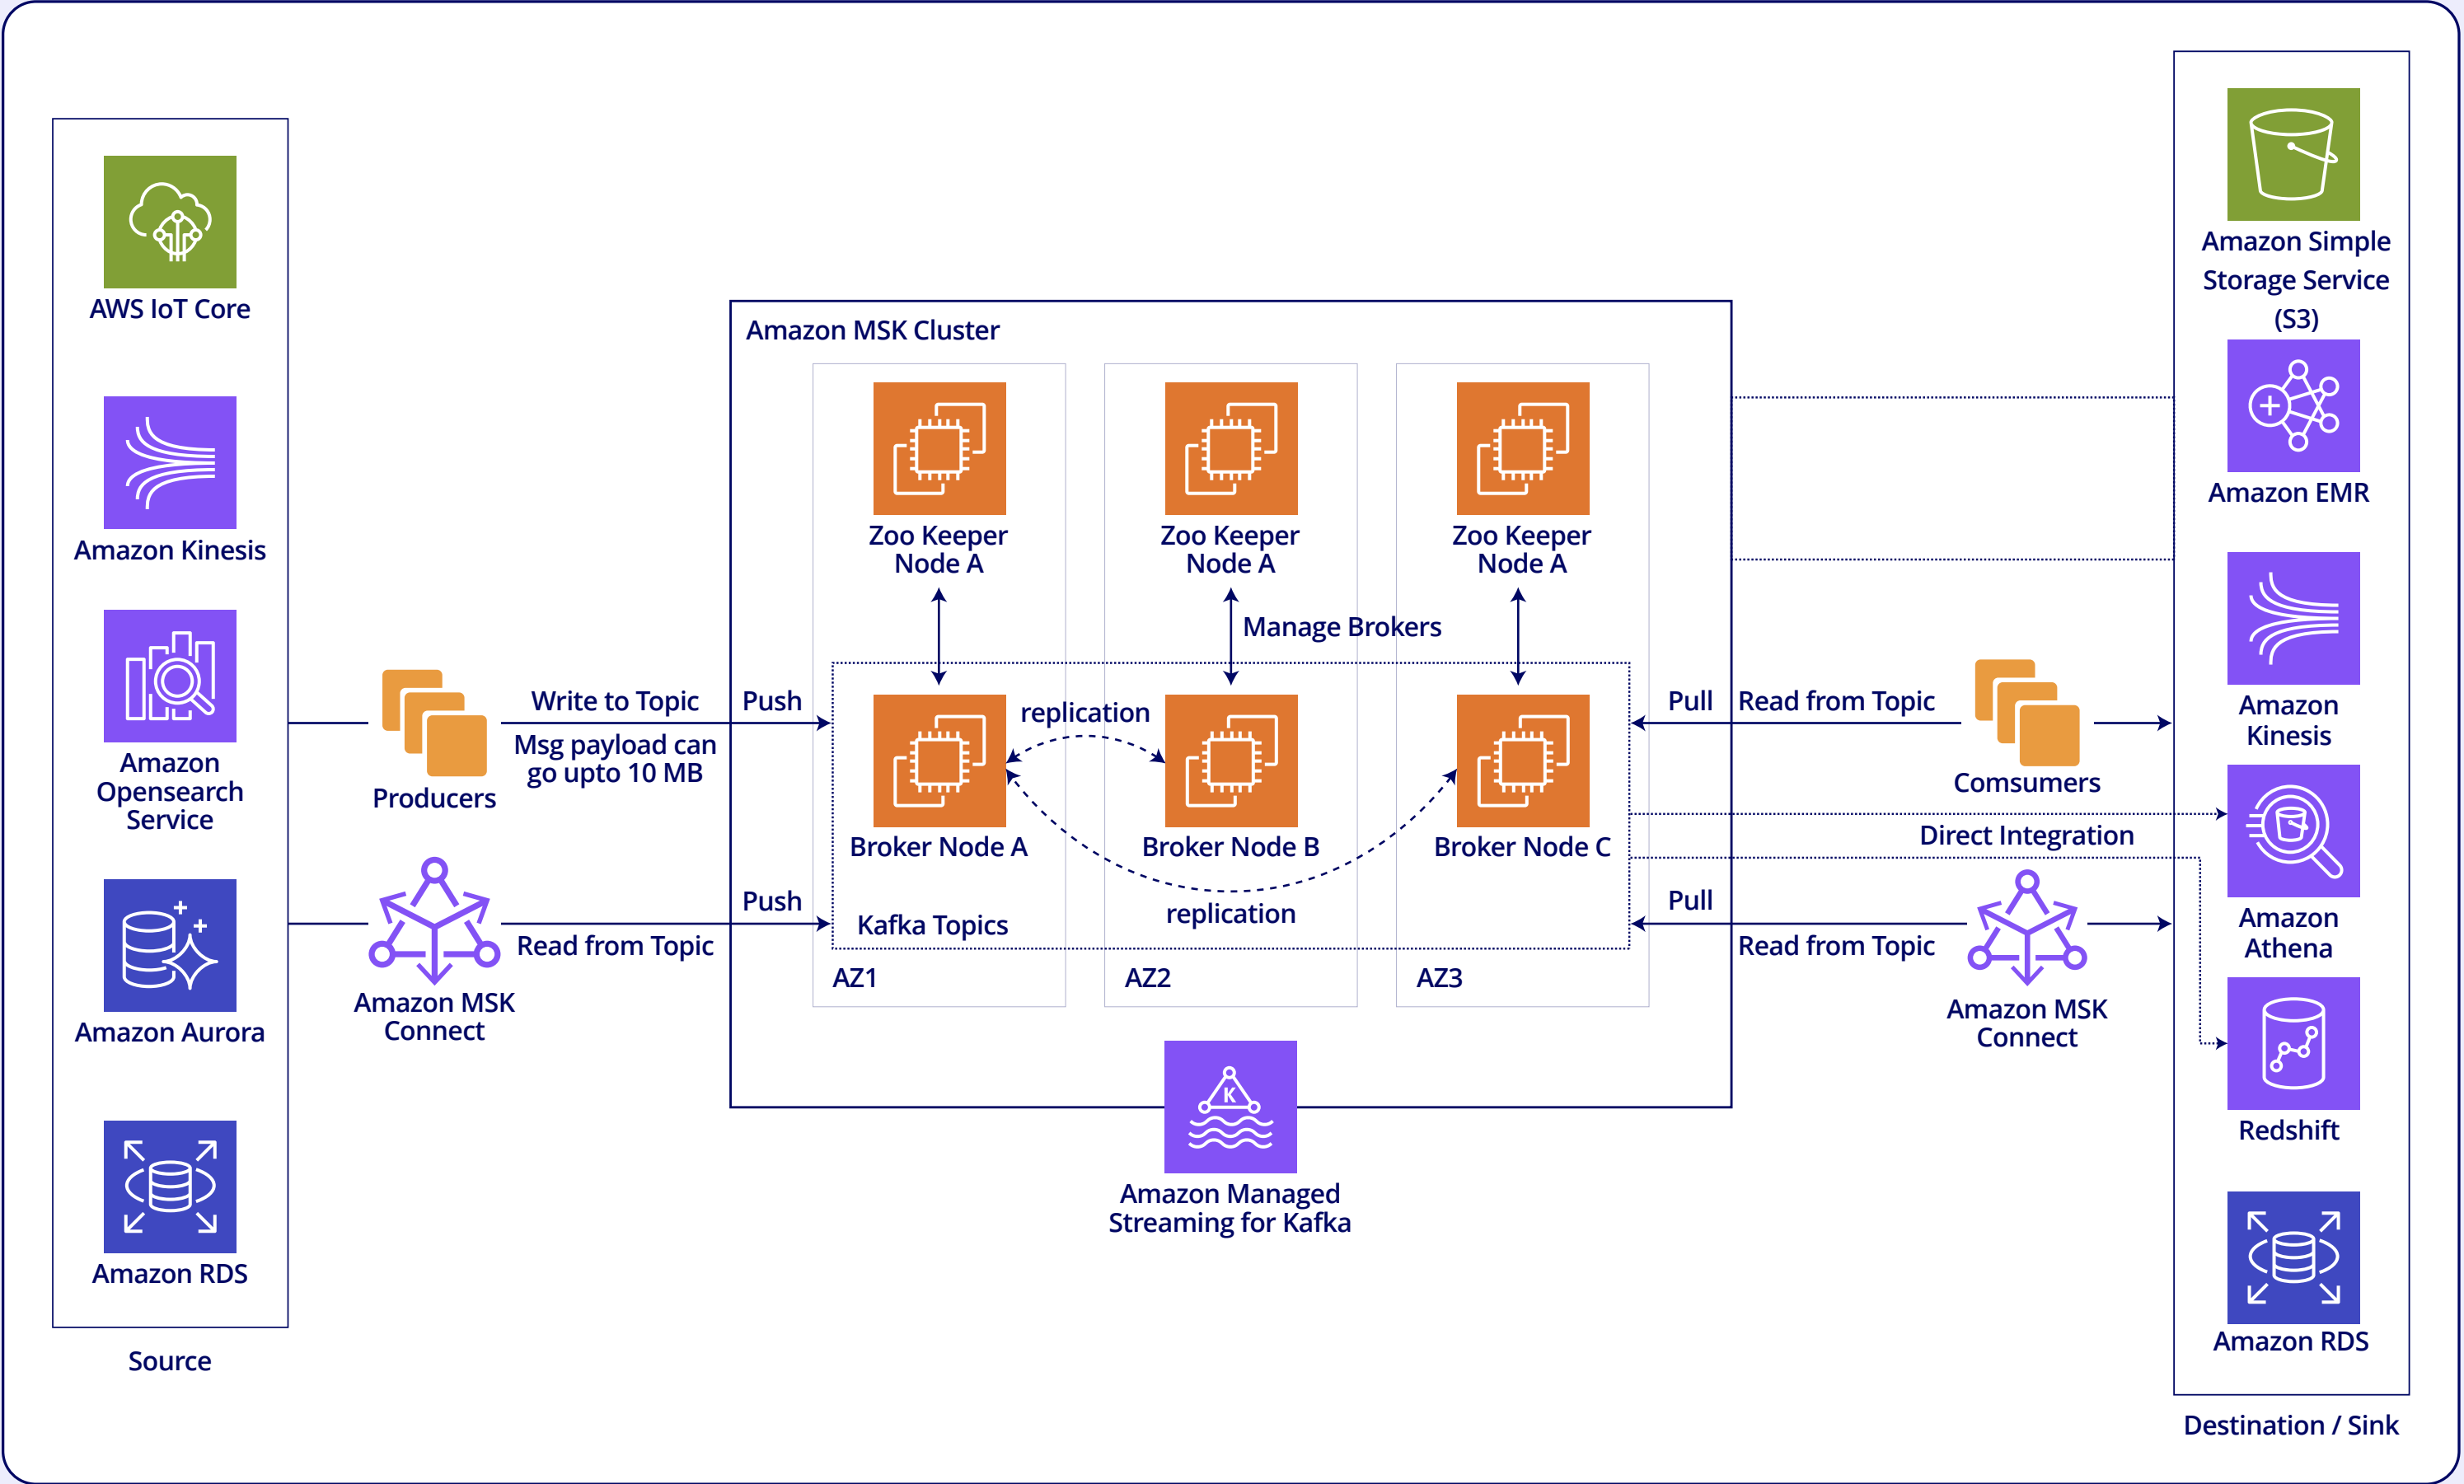 AWS IoT Core
Amazon Kinesis
Amazon
Opensearch
Service
Amazon Aurora
Amazon RDS
Source
Producers
Amazon MSK
Connect
Write to Topic
Msg payload can
go upto 10 MB
Read from Topic
Push
Push
Amazon MSK Cluster
Zoo Keeper
Node A
Zoo Keeper
Node A
Zoo Keeper
Node A
Manage Brokers
replication
Broker Node A
Broker Node B
Broker Node C
replication
Kafka Topics
AZ1
AZ2
AZ3
K
Amazon Managed
Streaming for Kafka
Pull
Read from Topic
Comsumers
Direct Integration
Pull
Read from Topic
Amazon MSK
Connect
Amazon Simple
Storage Service
(S3)
Amazon EMR
Amazon
Kinesis
Amazon
Athena
Redshift
Amazon RDS
Destination / Sink